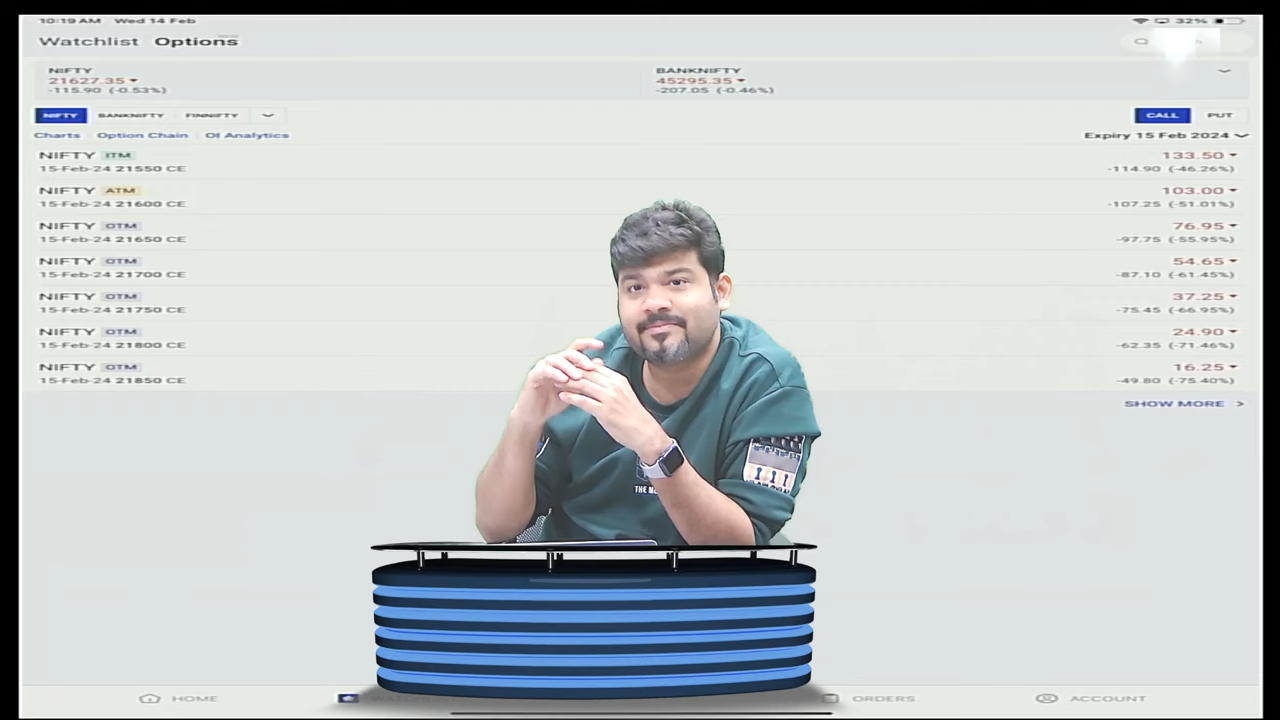 10:19 AM Wed 14 Feb
32%
Watchlist Options
NIFTY
21627.35
-115.90 (-0.53%)
BANKNIFTY
45295.35
-207.05 (-0.46%)
NIFTY BANKNIFTY FINNIFTY
CALL PUT
Charts Option Chain OI Analytics
Expiry 15 Feb 2024
NIFTY ITM 133.50
15-Feb-24 21550 CE -114.90 (-46.26%)
NIFTY ATM 103.00
15-Feb-24 21600 CE -107.25 (-51.01%)
NIFTY OTM 76.95
15-Feb-24 21650 CE -97.75 (-55.95%)
NIFTY OTM 54.65
15-Feb-24 21700 CE -87.10 (-61.45%)
NIFTY OTM 37.25
15-Feb-24 21750 CE -75.45 (-66.95%)
NIFTY OTM 24.90
15-Feb-24 21800 CE -62.35 (-71.46%)
NIFTY OTM 16.25
15-Feb-24 21850 CE -49.80 (-75.40%)
SHOW MORE >
THE
HOME
ORDERS
ACCOUNT